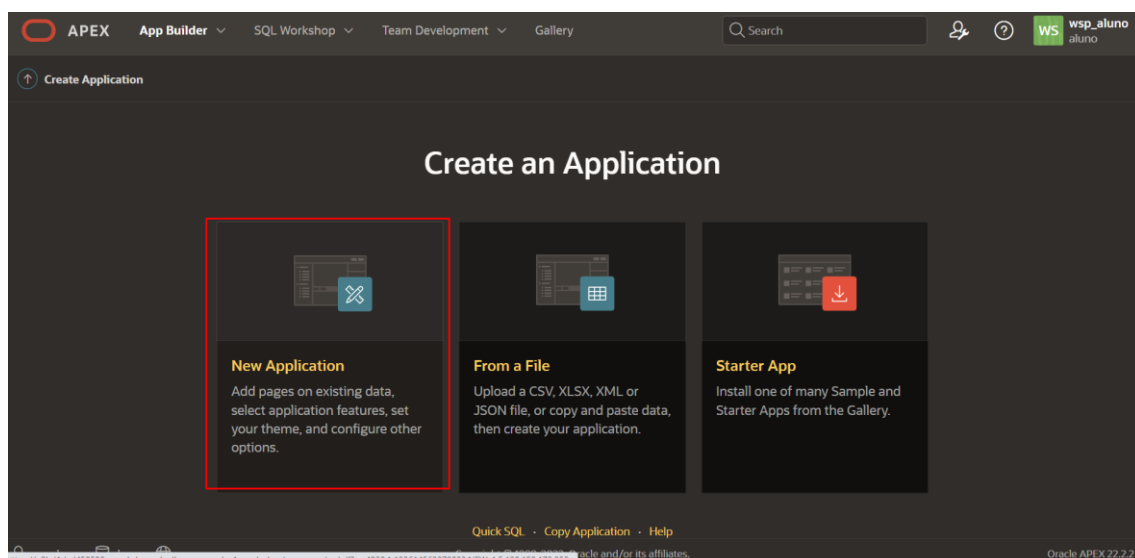 APEX App Builder SQL Workshop Team Development Gallery Search WS wsp_aluno
aluno
Create Application
Create an Application
New Application
Add pages on existing data,
select application features, set
your theme, and configure other
options.
From a File
Upload a CSV, XLSX, XML or
JSON file, or copy and paste data,
then create your application.
Starter App
Install one of many Sample and
Starter Apps from the Gallery.
Quick SQL · Copy Application · Help
Oracle and/or its affiliates.
Oracle APEX 22.2.2